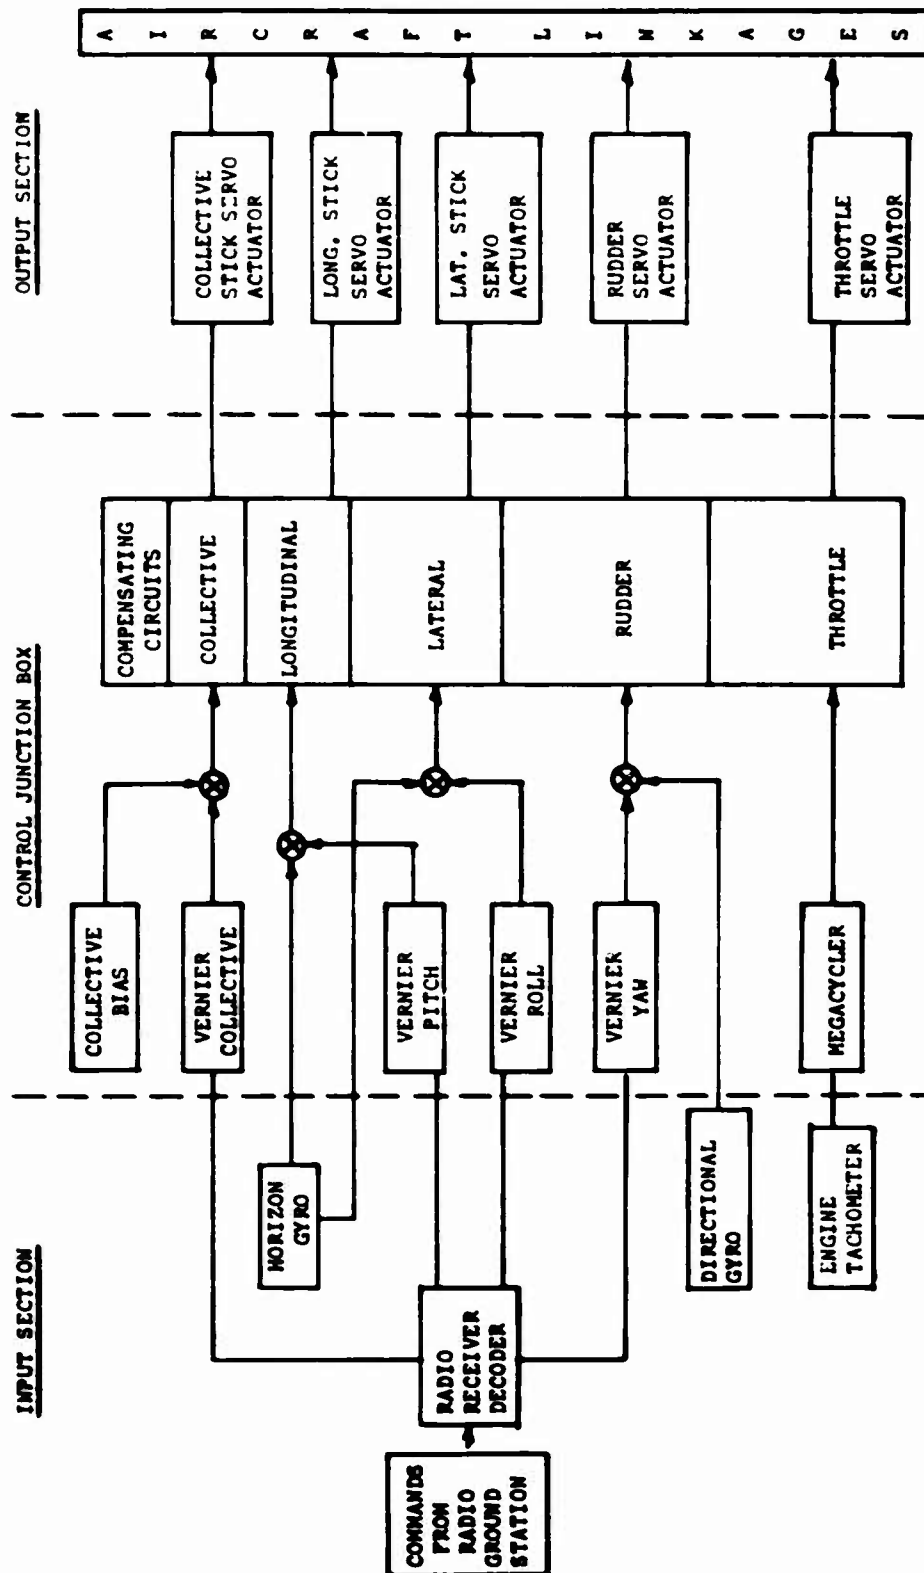 INPUT SECTION
CONTROL JUNCTION BOX
OUTPUT SECTION
COMMANDS
FROM
RADIO
GROUND
STATION
RADIO
RECEIVER
DECODER
HORIZON
GYRO
DIRECTIONAL
GYRO
ENGINE
TACHOMETER
COLLECTIVE
BIAS
VERNIER
COLLECTIVE
VERNIER
PITCH
VERNIER
ROLL
VERNIER
YAW
MEGACYCLER
COMPENSATING
CIRCUITS
COLLECTIVE
LONGITUDINAL
LATERAL
RUDDER
THROTTLE
COLLECTIVE
STICK SERVO
ACTUATOR
LONG. STICK
SERVO
ACTUATOR
LAT. STICK
SERVO
ACTUATOR
RUDDER
SERVO
ACTUATOR
THROTTLE
SERVO
ACTUATOR
AIRCRAFT LINKAGES